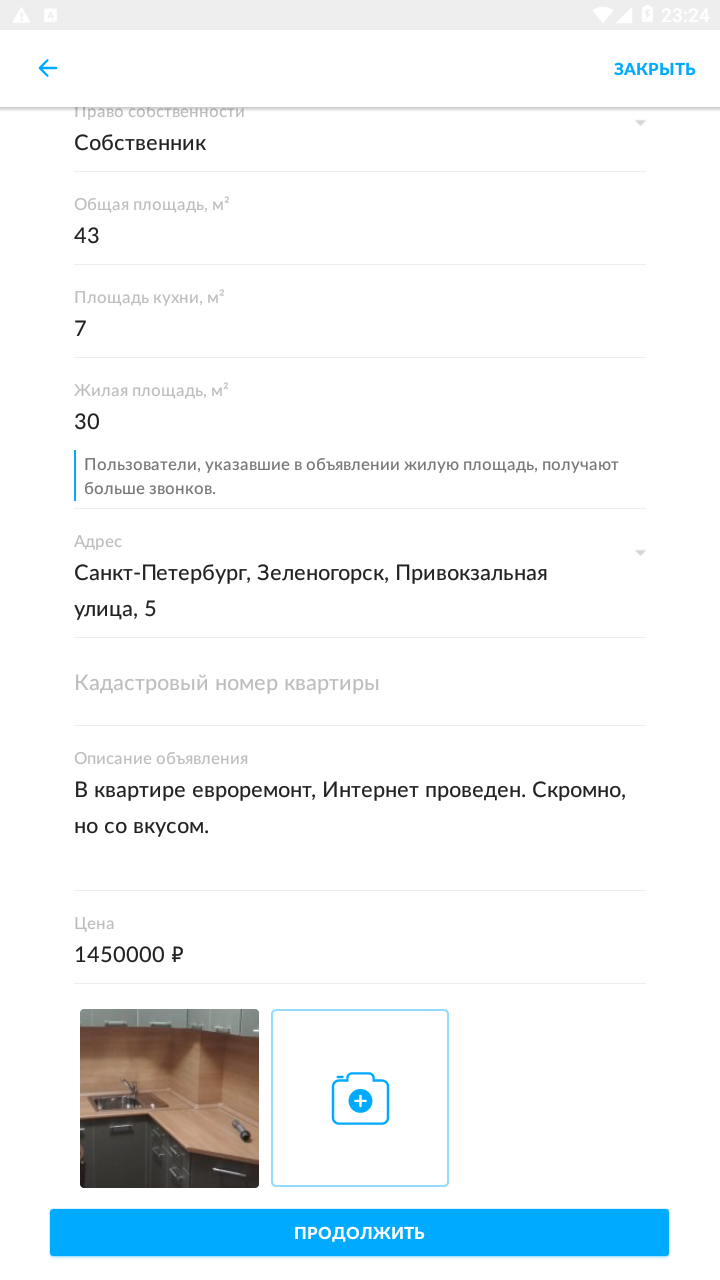 23:24
ЗАКРЫТЬ
Право собственности
Собственник
Общая площадь, м²
43
Площадь кухни, м²
7
Жилая площадь, м²
30
Пользователи, указавшие в объявлении жилую площадь, получают
больше звонков.
Адрес
Санкт-Петербург, Зеленогорск, Привокзальная
улица, 5
Кадастровый номер квартиры
Описание объявления
В квартире евроремонт, Интернет проведен. Скромно,
но со вкусом.
Цена
1450000 ₽
ПРОДОЛЖИТЬ